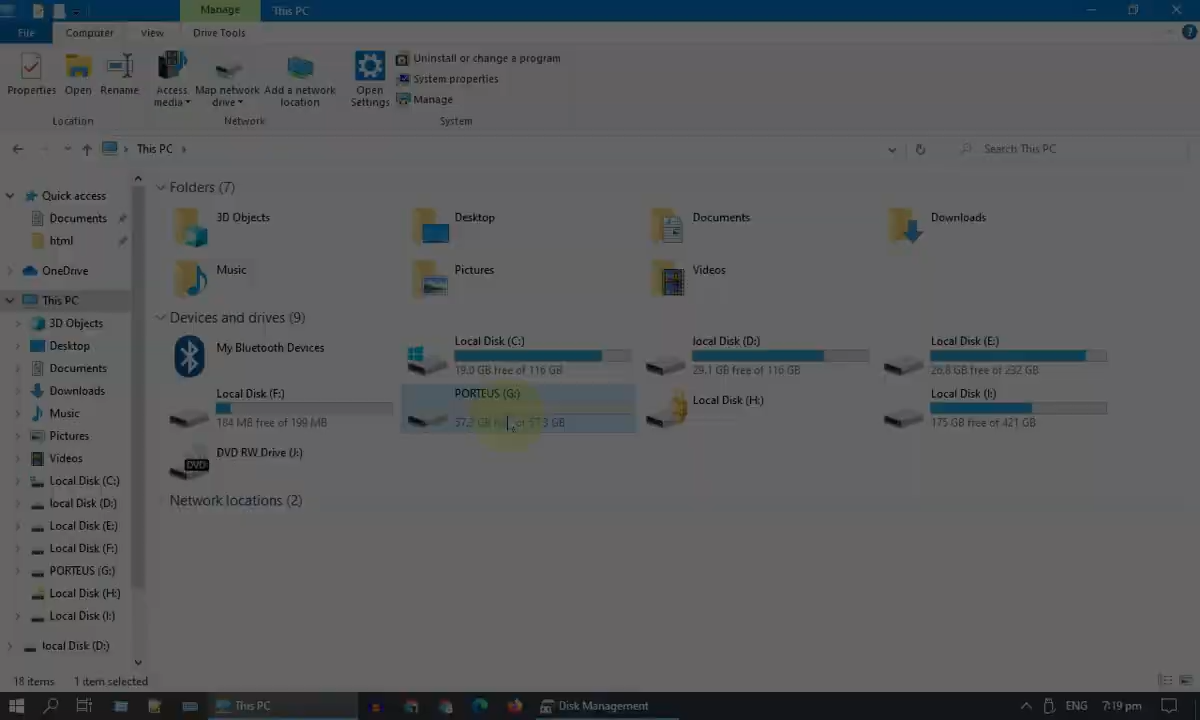 Manage
This PC
File
Computer
View
Drive Tools
Properties
Open
Rename
Access media
Map network drive
Add a network location
Open Settings
Uninstall or change a program
System properties
Manage
Location
Network
System
This PC
Search This PC
Quick access
Documents
html
OneDrive
This PC
3D Objects
Desktop
Documents
Downloads
Music
Pictures
Videos
Local Disk (C:)
local Disk (D:)
Local Disk (E:)
Local Disk (F:)
PORTEUS (G:)
Local Disk (H:)
Local Disk (I:)
local Disk (D:)
Folders (7)
3D Objects
Desktop
Documents
Downloads
Music
Pictures
Videos
Devices and drives (9)
My Bluetooth Devices
Local Disk (C:)
19.0 GB free of 116 GB
local Disk (D:)
29.1 GB free of 116 GB
Local Disk (E:)
26.8 GB free of 232 GB
Local Disk (F:)
184 MB free of 199 MB
PORTEUS (G:)
GB
Local Disk (H:)
Local Disk (I:)
175 GB free of 421 GB
DVD
DVD RW Drive (J:)
Network locations (2)
18 items
1 item selected
This PC
Disk Management
ENG
7:19 pm